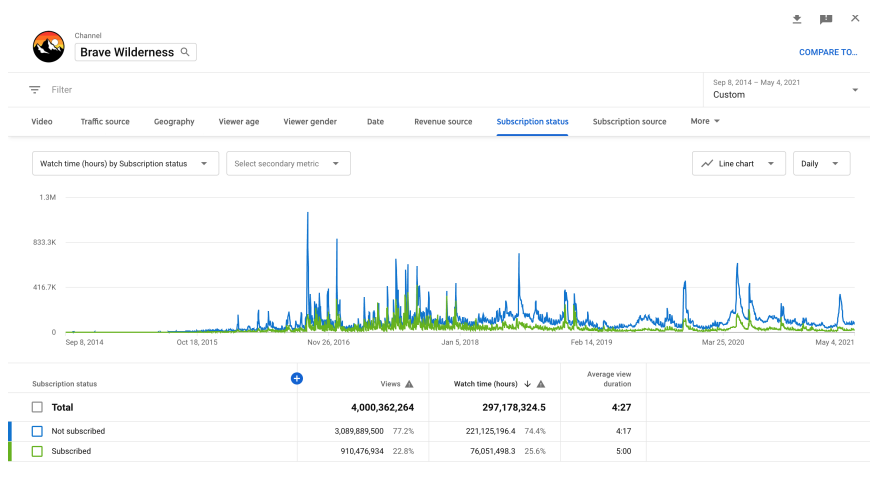 Channel
Brave Wilderness
COMPARE TO...
Filter
Sep 8, 2014 – May 4, 2021
Custom
Video Traffic source Geography Viewer age Viewer gender Date Revenue source Subscription status Subscription source More
Watch time (hours) by Subscription status Select secondary metric Line chart Daily
1.3M
833.3K
416.7K
0
Sep 8, 2014 Oct 18, 2015 Nov 26, 2016 Jan 5, 2018 Feb 14, 2019 Mar 25, 2020 May 4, 2021
Subscription status Views Watch time (hours) Average view duration
Total 4,000,362,264 297,178,324.5 4:27
Not subscribed 3,089,889,500 77.2% 221,125,196.4 74.4% 4:17
Subscribed 910,476,934 22.8% 76,051,498.3 25.6% 5:00